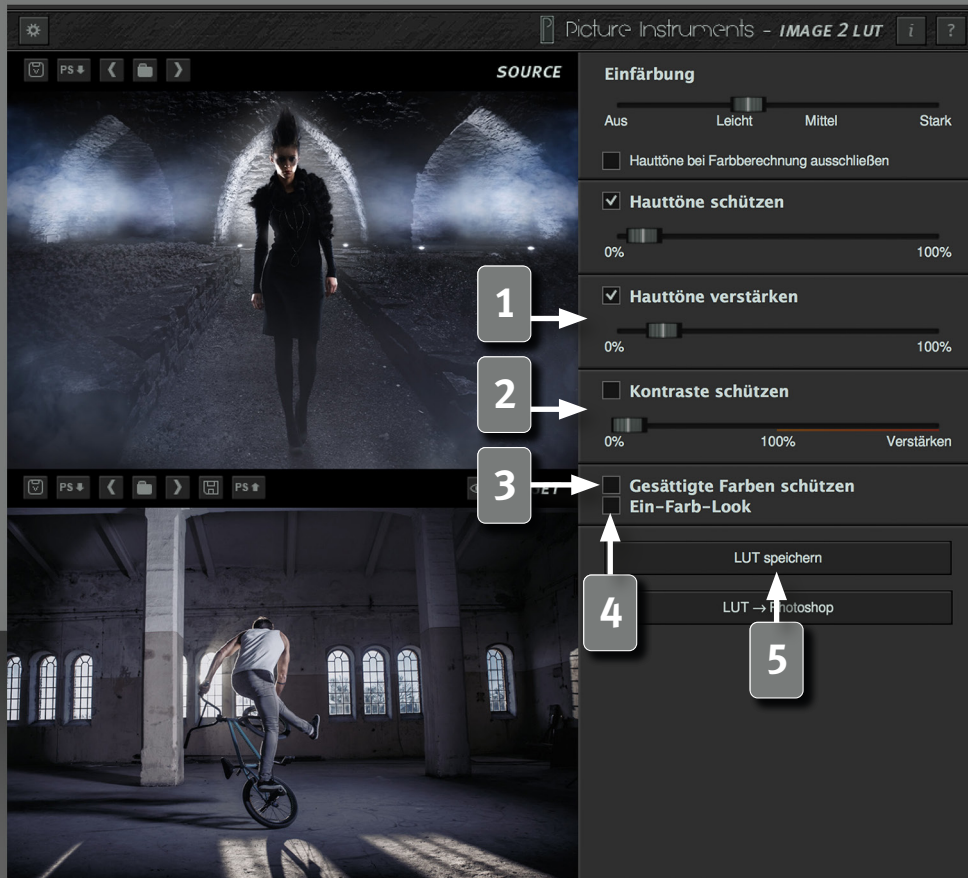 Picture Instruments - IMAGE 2 LUT i ?
PS SOURCE
Einfärbung
Aus Leicht Mittel Stark
Hauttöne bei Farbberechnung ausschließen
Hauttöne schützen
0% 100%
1 Hauttöne verstärken
0% 100%
2 Kontraste schützen
0% 100% Verstärken
PS PS
3 Gesättigte Farben schützen
Ein-Farb-Look
LUT speichern
4 LUT → Photoshop
5